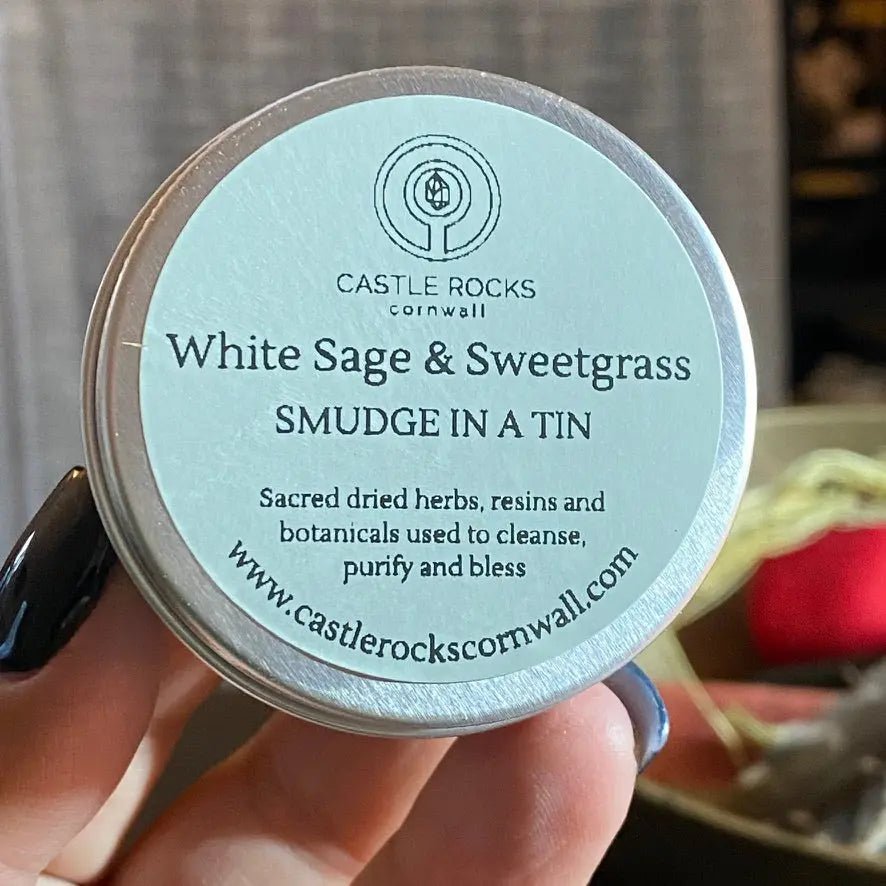 CASTLE ROCKS
cornwall
White Sage & Sweetgrass
SMUDGE IN A TIN
Sacred dried herbs, resins and
botanicals used to cleanse,
purify and bless
www.castlerockscornwall.com